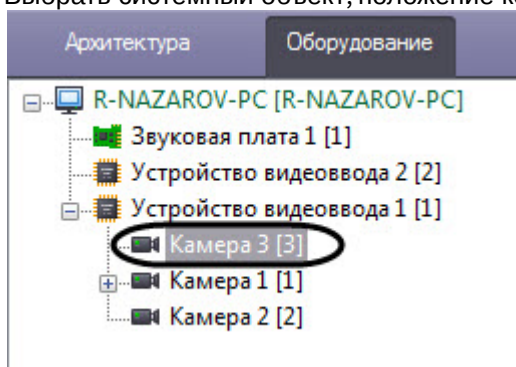 Выбрать системный объект, положение к
Архитектура Оборудование
R-NAZAROV-PC [R-NAZAROV-PC]
Звуковая плата 1 [1]
Устройство видеоввода 2 [2]
Устройство видеоввода 1 [1]
Камера 3 [3]
Камера 1 [1]
Камера 2 [2]